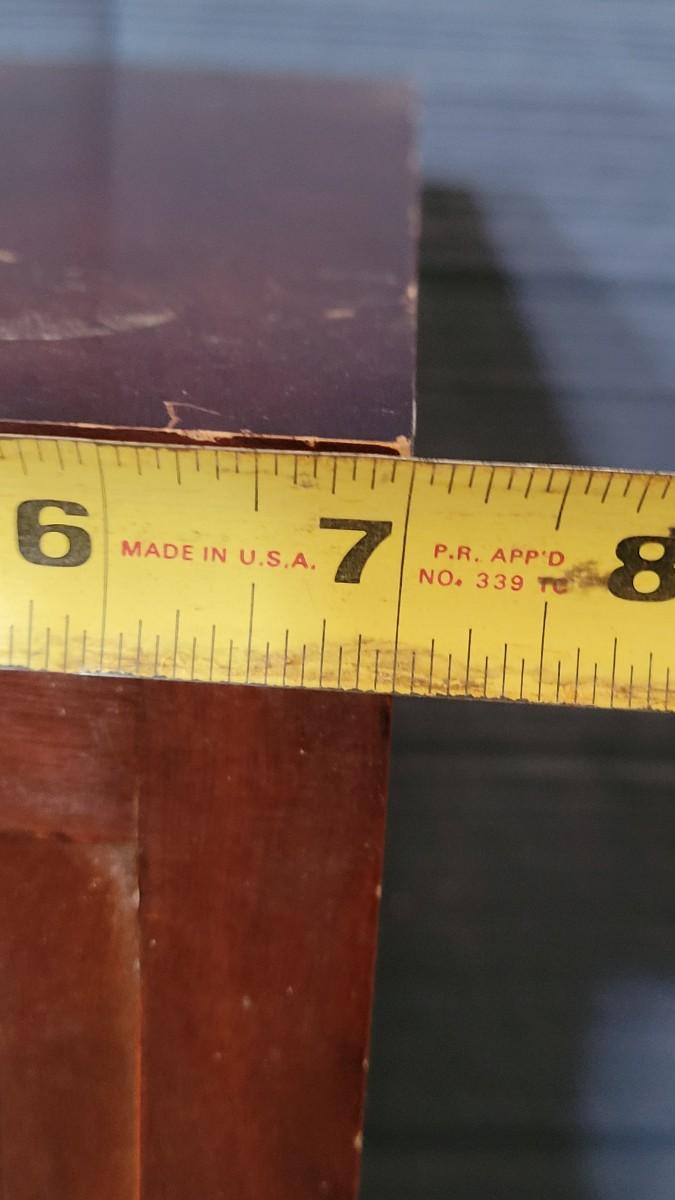 6 MADE IN U.S.A. 7 P.R. APP'D 8
NO. 339 TC